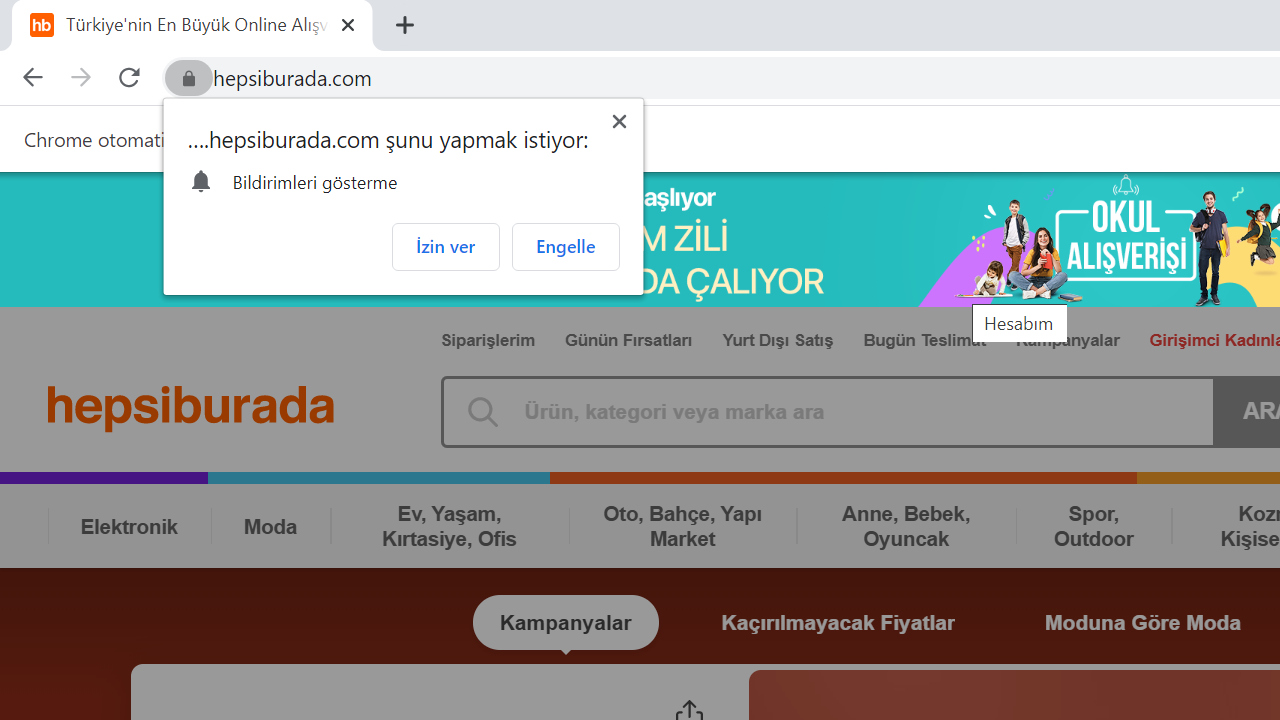 hb Türkiye'nin En Büyük Online Alışv
hepsiburada.com
Chrome otomati
....hepsiburada.com şunu yapmak istiyor:
Bildirimleri gösterme
İzin ver Engelle
aşlıyor
M ZİLİ
DA ÇALIYOR
OKUL
ALIŞVERİŞİ
Hesabım
Siparişlerim Günün Fırsatları Yurt Dışı Satış Bugün Teslimat Kampanyalar Girişimci Kadınla
hepsiburada
Ürün, kategori veya marka ara
ARA
Elektronik
Moda
Ev, Yaşam,
Kırtasiye, Ofis
Oto, Bahçe, Yapı
Market
Anne, Bebek,
Oyuncak
Spor,
Outdoor
Kozm
Kişise
Kampanyalar Kaçırılmayacak Fiyatlar Moduna Göre Moda